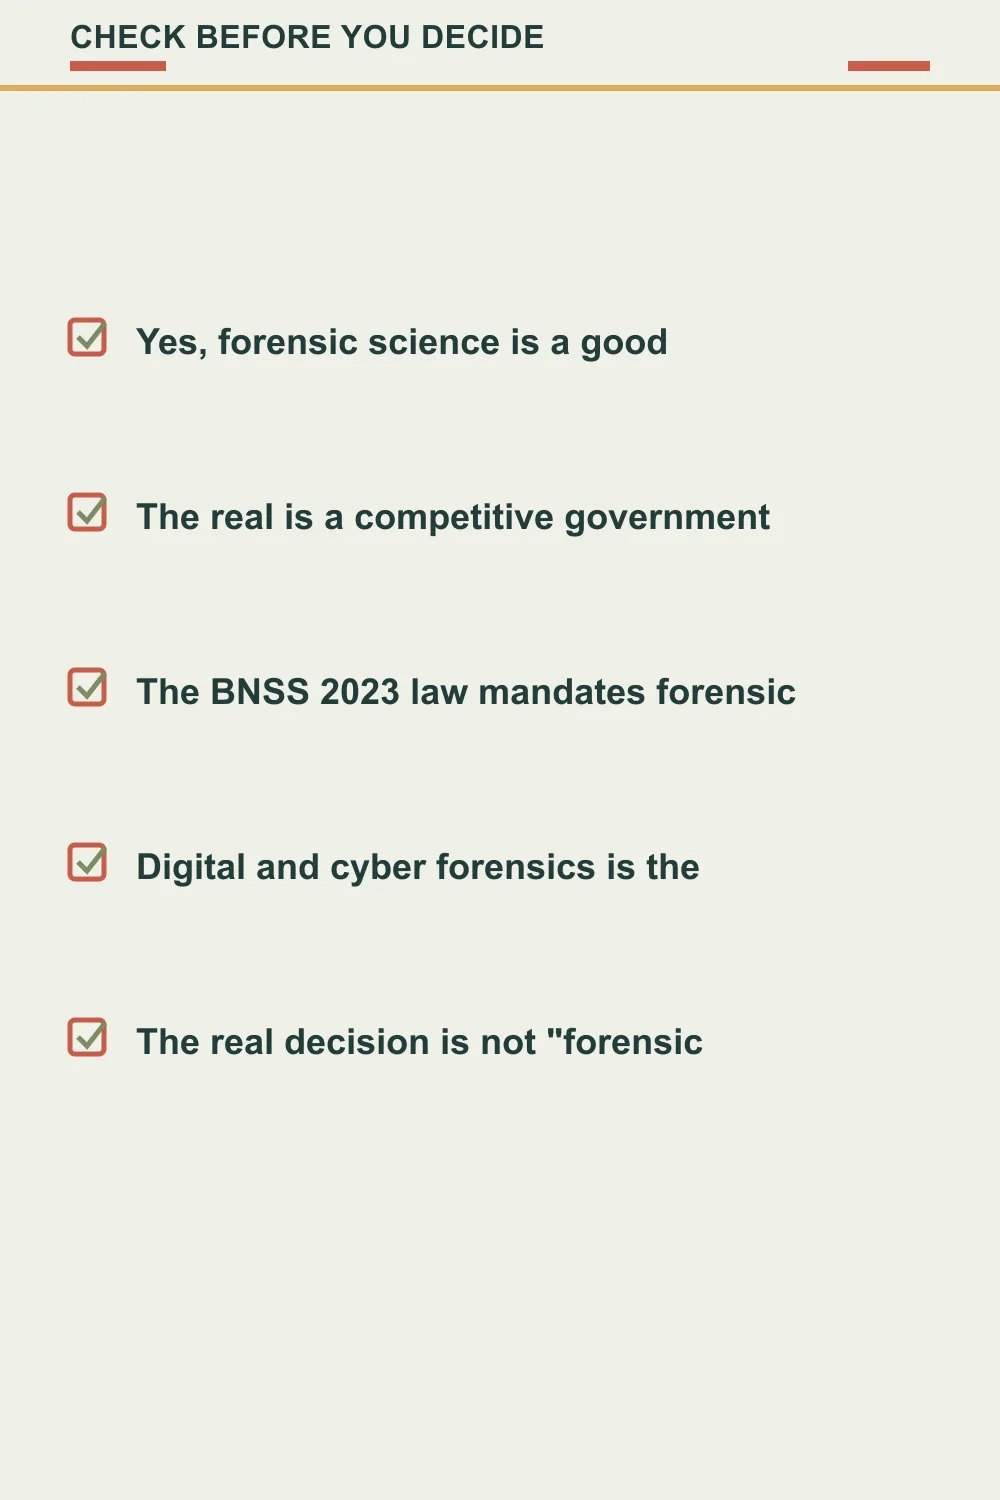 CHECK BEFORE YOU DECIDE
Yes, forensic science is a good
The real is a competitive government
The BNSS 2023 law mandates forensic
Digital and cyber forensics is the
The real decision is not "forensic